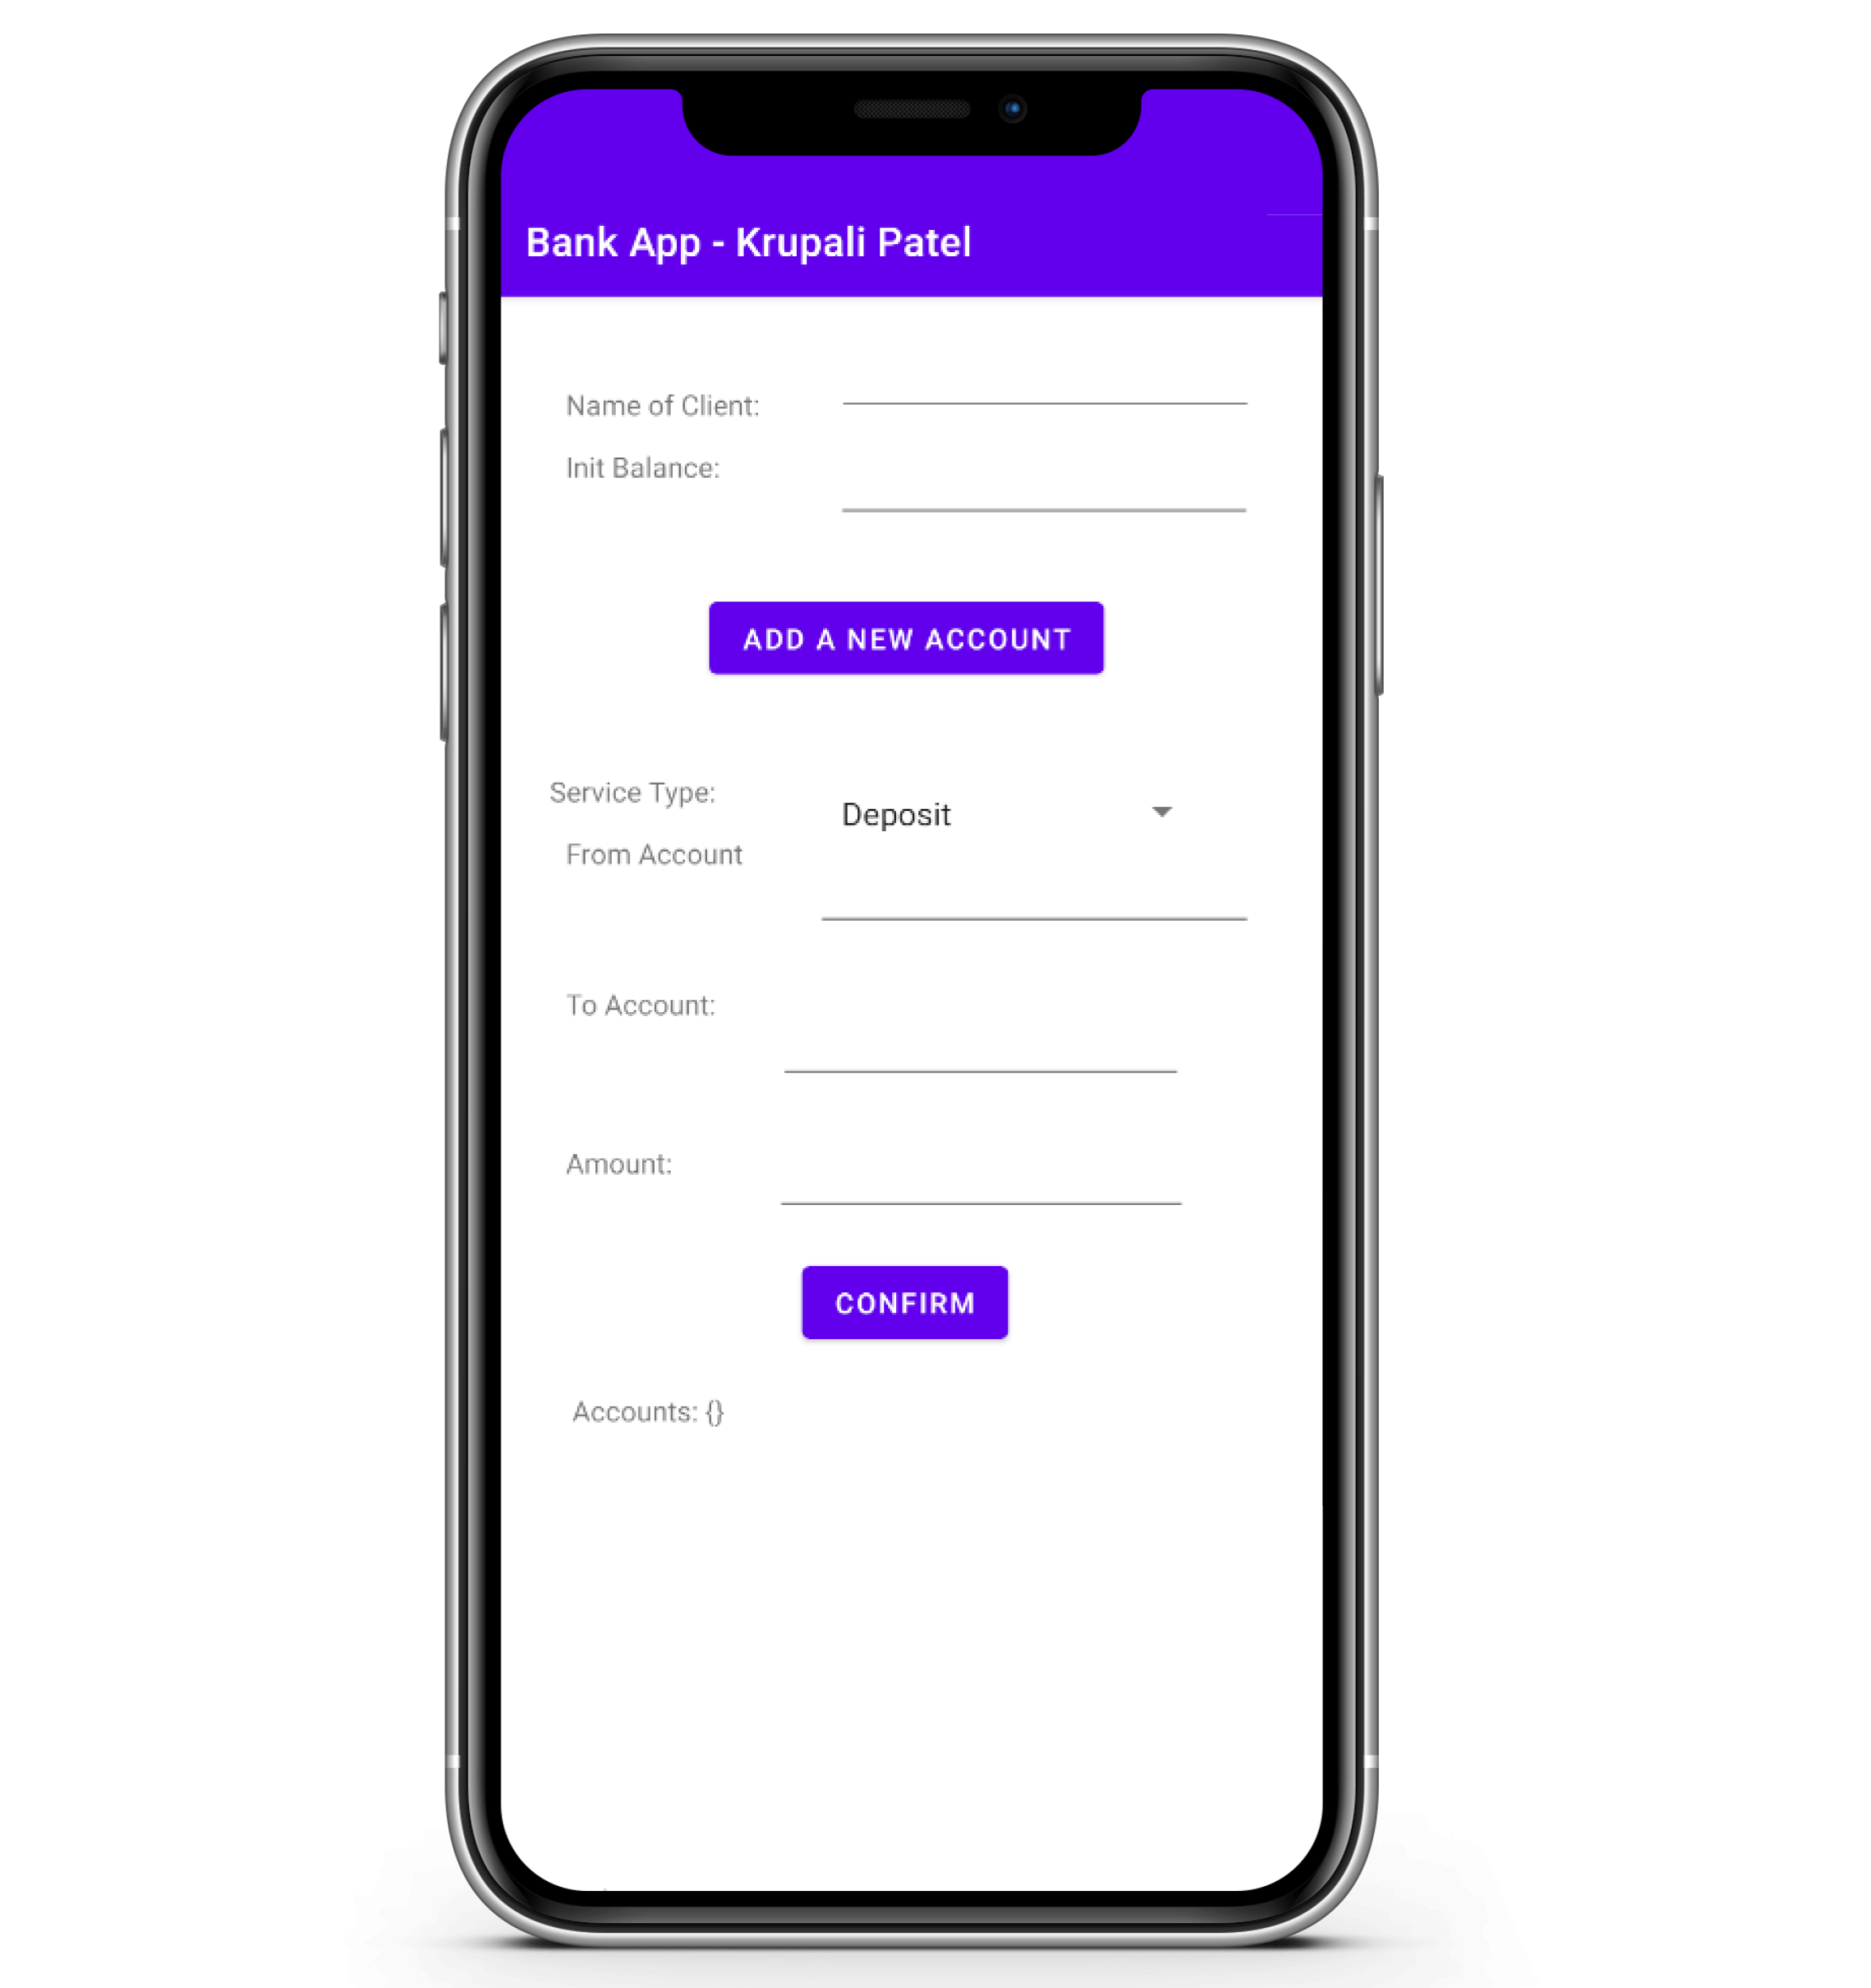 Bank App - Krupali Patel
Name of Client:
Init Balance:
ADD A NEW ACCOUNT
Service Type:
Deposit
From Account
To Account:
Amount:
CONFIRM
Accounts: {}